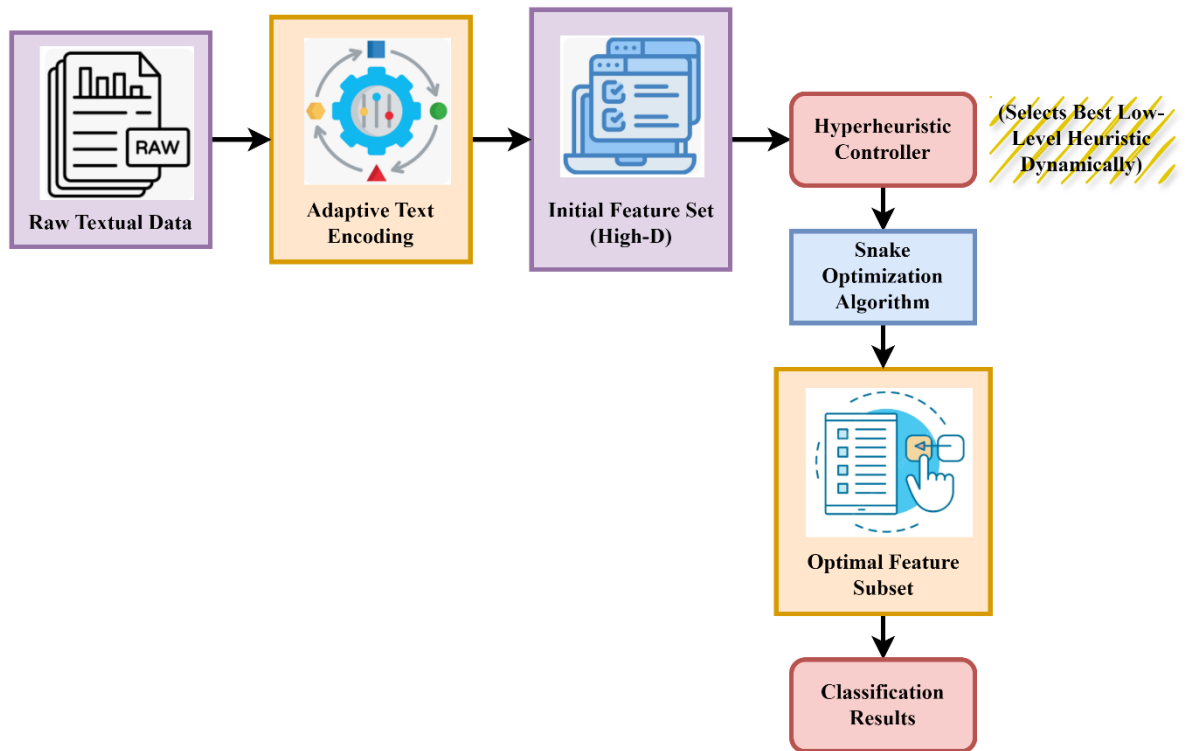 RAW
Raw Textual Data
Adaptive Text
Encoding
Initial Feature Set
(High-D)
Hyperheuristic
Controller
(Selects Best Low-
Level Heuristic
Dynamically)
Snake
Optimization
Algorithm
Optimal Feature
Subset
Classification
Results